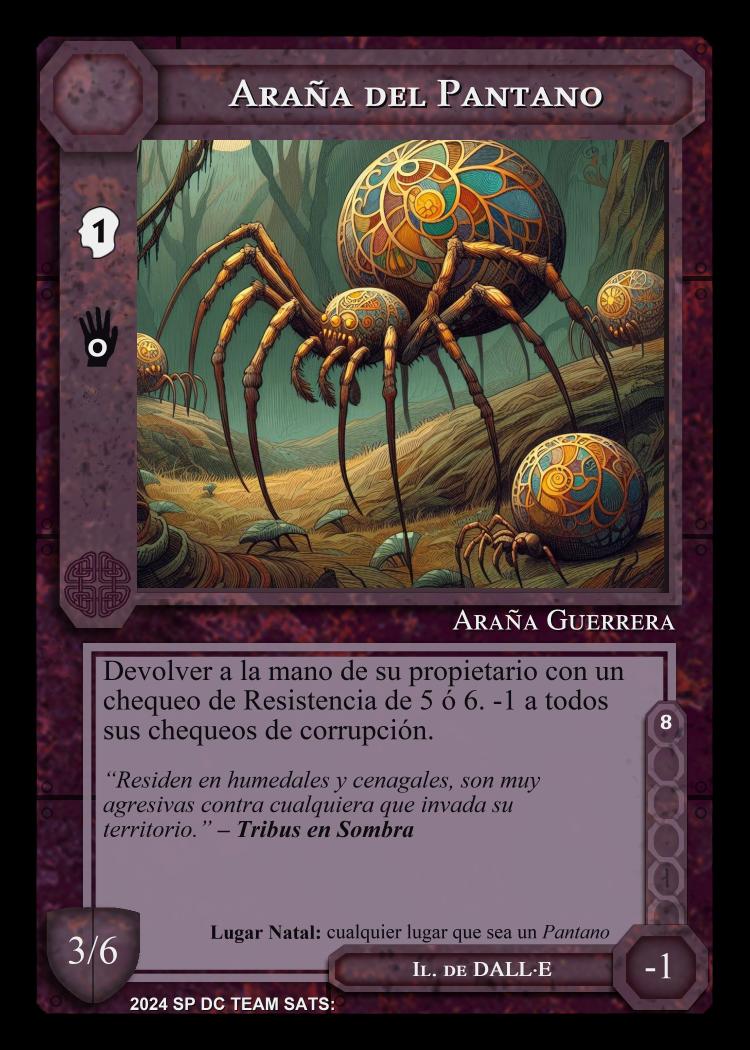 Araña del Pantano
1
0
Araña Guerrera
Devolver a la mano de su propietario con un
chequeo de Resistencia de 5 ó 6. -1 a todos
sus chequeos de corrupción.
“Residen en humedales y cenagales, son muy
agresivas contra cualquiera que invada su
territorio.” – Tribus en Sombra
8
Lugar Natal: cualquier lugar que sea un Pantano
3/6
Il. de DALL·E
-1
2024 SP DC TEAM SATS: